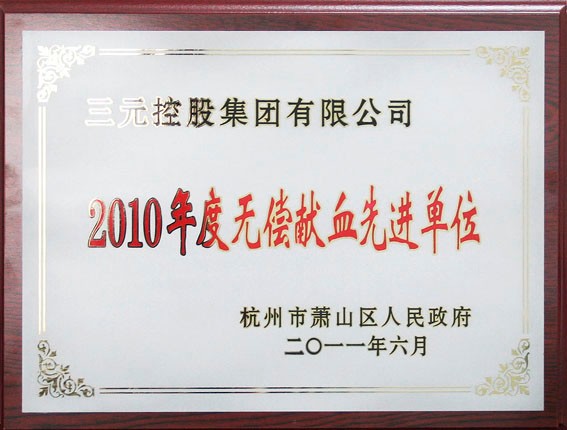 三元控股集团有限公司
2010年度无偿献血先进单位
杭州市萧山区人民政府
二〇一一年六月